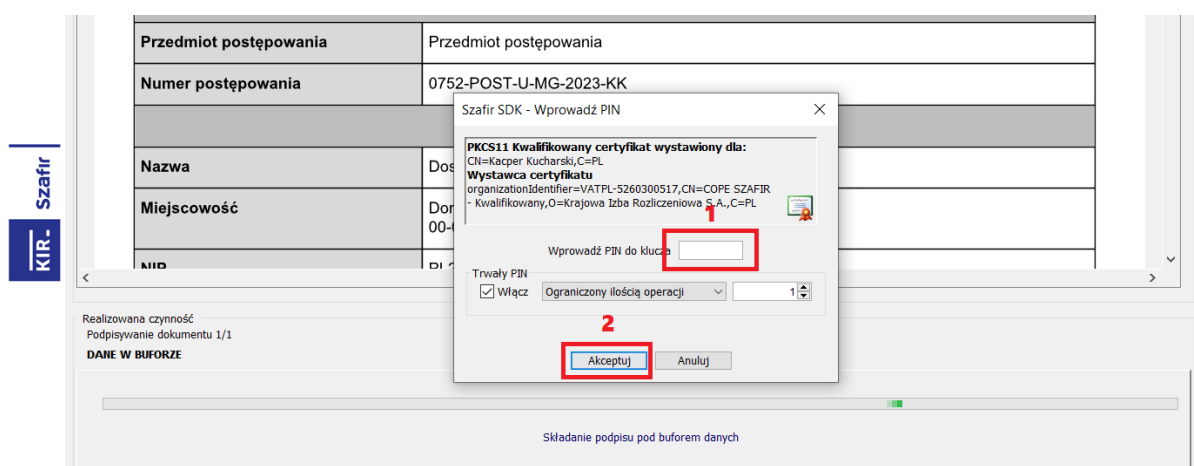 Przedmiot postępowania Przedmiot postępowania
Numer postępowania 0752-POST-U-MG-2023-KK
Szafir SDK - Wprowadź PIN
PKCS11 Kwalifikowany certyfikat wystawiony dla:
CN=Kacper Kucharski,C=PL
Wystawca certyfikatu
organizationIdentifier=VATPL-5260300517,CN=COPE SZAFIR
- Kwalifikowany,O=Krajowa Izba Rozliczeniowa S.A.,C=PL
1
Wprowadź PIN do klucza
Trwały PIN
Włącz Ograniczony ilością operacji 1
2
Akceptuj Anuluj
Nazwa Dos
Miejscowość Dor
00-
NIP
KIR Szafir
Realizowana czynność
Podpisywanie dokumentu 1/1
DANE W BUFORZE
Składanie podpisu pod buforem danych